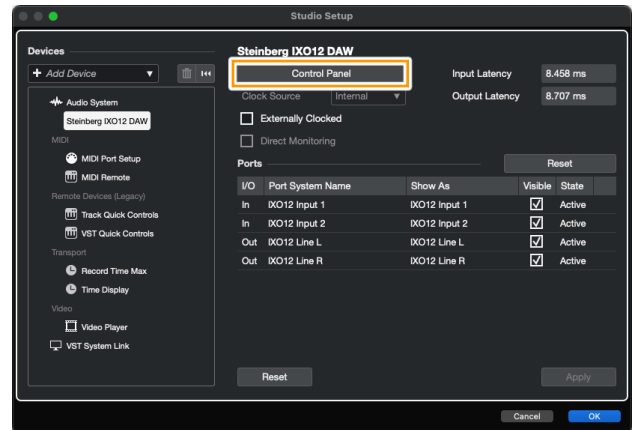 Studio Setup
Devices
Steinberg IXO12 DAW
+ Add Device
Control Panel
Input Latency
8.458 ms
Clock Source
Internal
Output Latency
8.707 ms
Audio System
Steinberg IXO12 DAW
Externally Clocked
MIDI
Direct Monitoring
MIDI Port Setup
Ports
Reset
MIDI Remote
I/O Port System Name Show As Visible State
Remote Devices (Legacy)
In IXO12 Input 1 IXO12 Input 1 Active
Track Quick Controls
In IXO12 Input 2 IXO12 Input 2 Active
VST Quick Controls
Out IXO12 Line L IXO12 Line L Active
Transport
Out IXO12 Line R IXO12 Line R Active
Record Time Max
Time Display
Video
Video Player
VST System Link
Reset
Apply
Cancel
OK